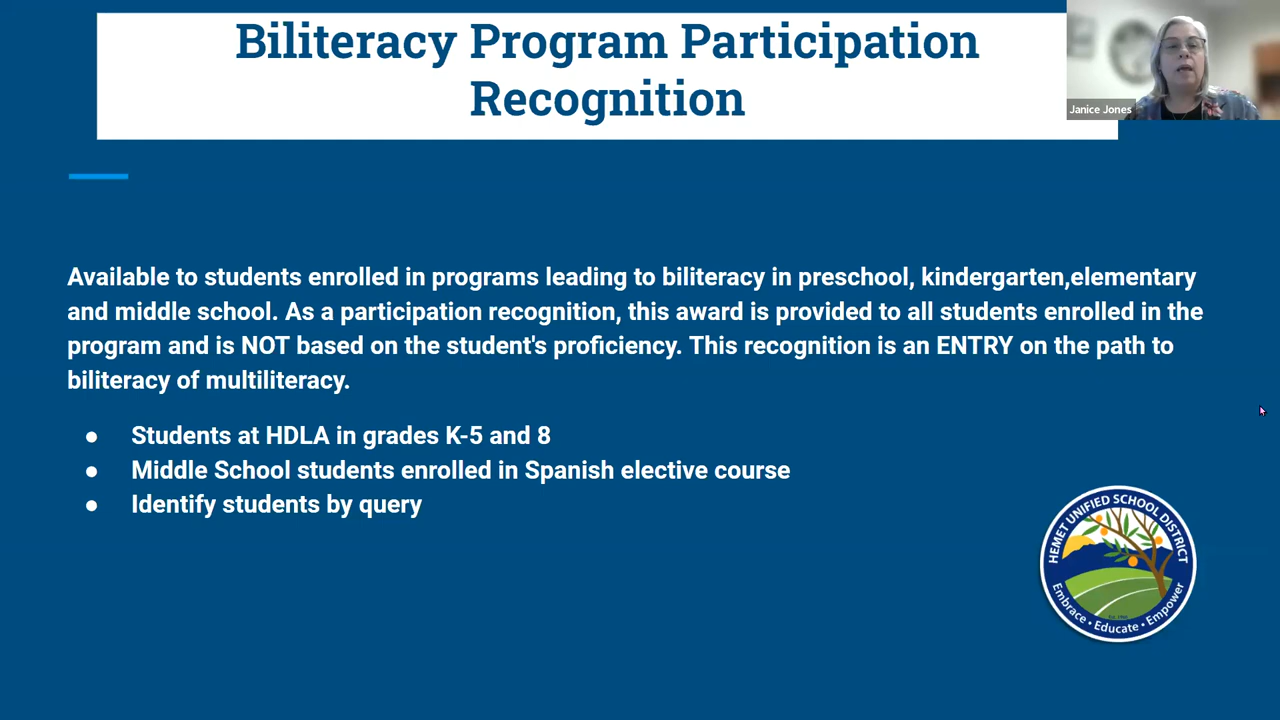 Biliteracy Program Participation
Recognition
Janice Jones
Available to students enrolled in programs leading to biliteracy in preschool, kindergarten,elementary
and middle school. As a participation recognition, this award is provided to all students enrolled in the
program and is NOT based on the student's proficiency. This recognition is an ENTRY on the path to
biliteracy of multiliteracy.
● Students at HDLA in grades K-5 and 8
● Middle School students enrolled in Spanish elective course
● Identify students by query
HEMET UNIFIED SCHOOL DISTRICT
Embrace • Educate • Empower